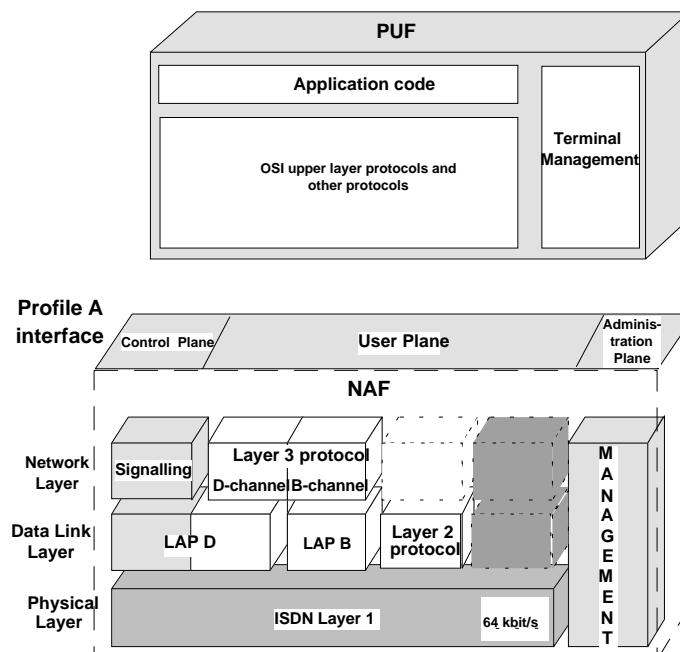 PUF
Application code
Terminal
Management
OSI upper layer protocols and
other protocols
Profile A
interface
Control Plane
User Plane
Adminis-
tration
Plane
NAF
Network
Layer
Signalling
Layer 3 protocol
D-channel
B-channel
Data Link
Layer
LAP D
LAP B
Layer 2
protocol
Physical
Layer
ISDN Layer 1
64 kbit/s
MANAGEMENT